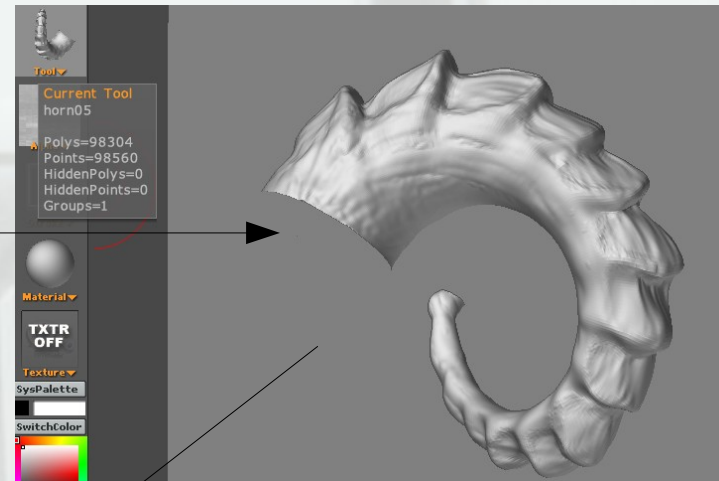 Tool
Current Tool
horn05
Polys=98304
Points=98560
HiddenPolys=0
HiddenPoints=0
Groups=1
Material
TXTR
OFF
Texture
SysPalette
SwitchColor